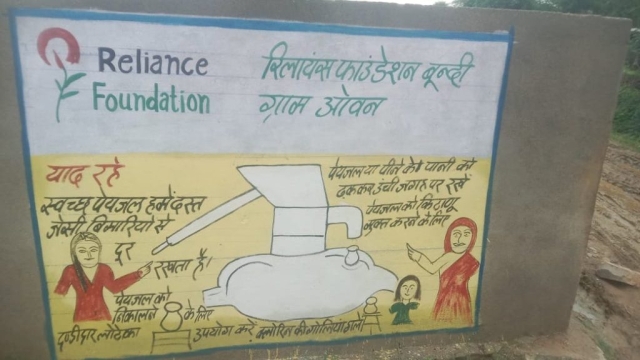 Reliance
Foundation
रिलायंस फाउंडेशन बून्दी
ग्राम ओवन
याद रहे
स्वच्छ पेयजल हमें दस्त
जैसी बिमारियो से
दूर
रखता है।
पेयजल को
निकालने के लिए
डन्डीदार लोटे का
उपयोग करे
पेयजल या पीने के पानी को
ढककर उंची जगह पर रखें
पेयजल को किटाणु
मुक्त करने के लिए
क्लोरिन की गोलिया डाले